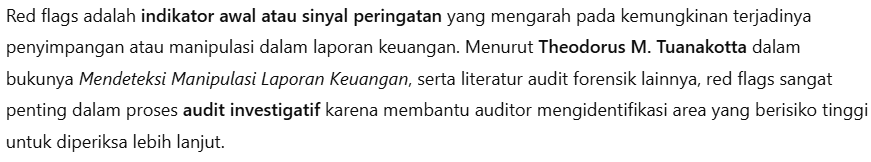 Red flags adalah indikator awal atau sinyal peringatan yang mengarah pada kemungkinan terjadinya
penyimpangan atau manipulasi dalam laporan keuangan. Menurut Theodorus M. Tuanakotta dalam
bukunya Mendeteksi Manipulasi Laporan Keuangan, serta literatur audit forensik lainnya, red flags sangat
penting dalam proses audit investigatif karena membantu auditor mengidentifikasi area yang berisiko tinggi
untuk diperiksa lebih lanjut.